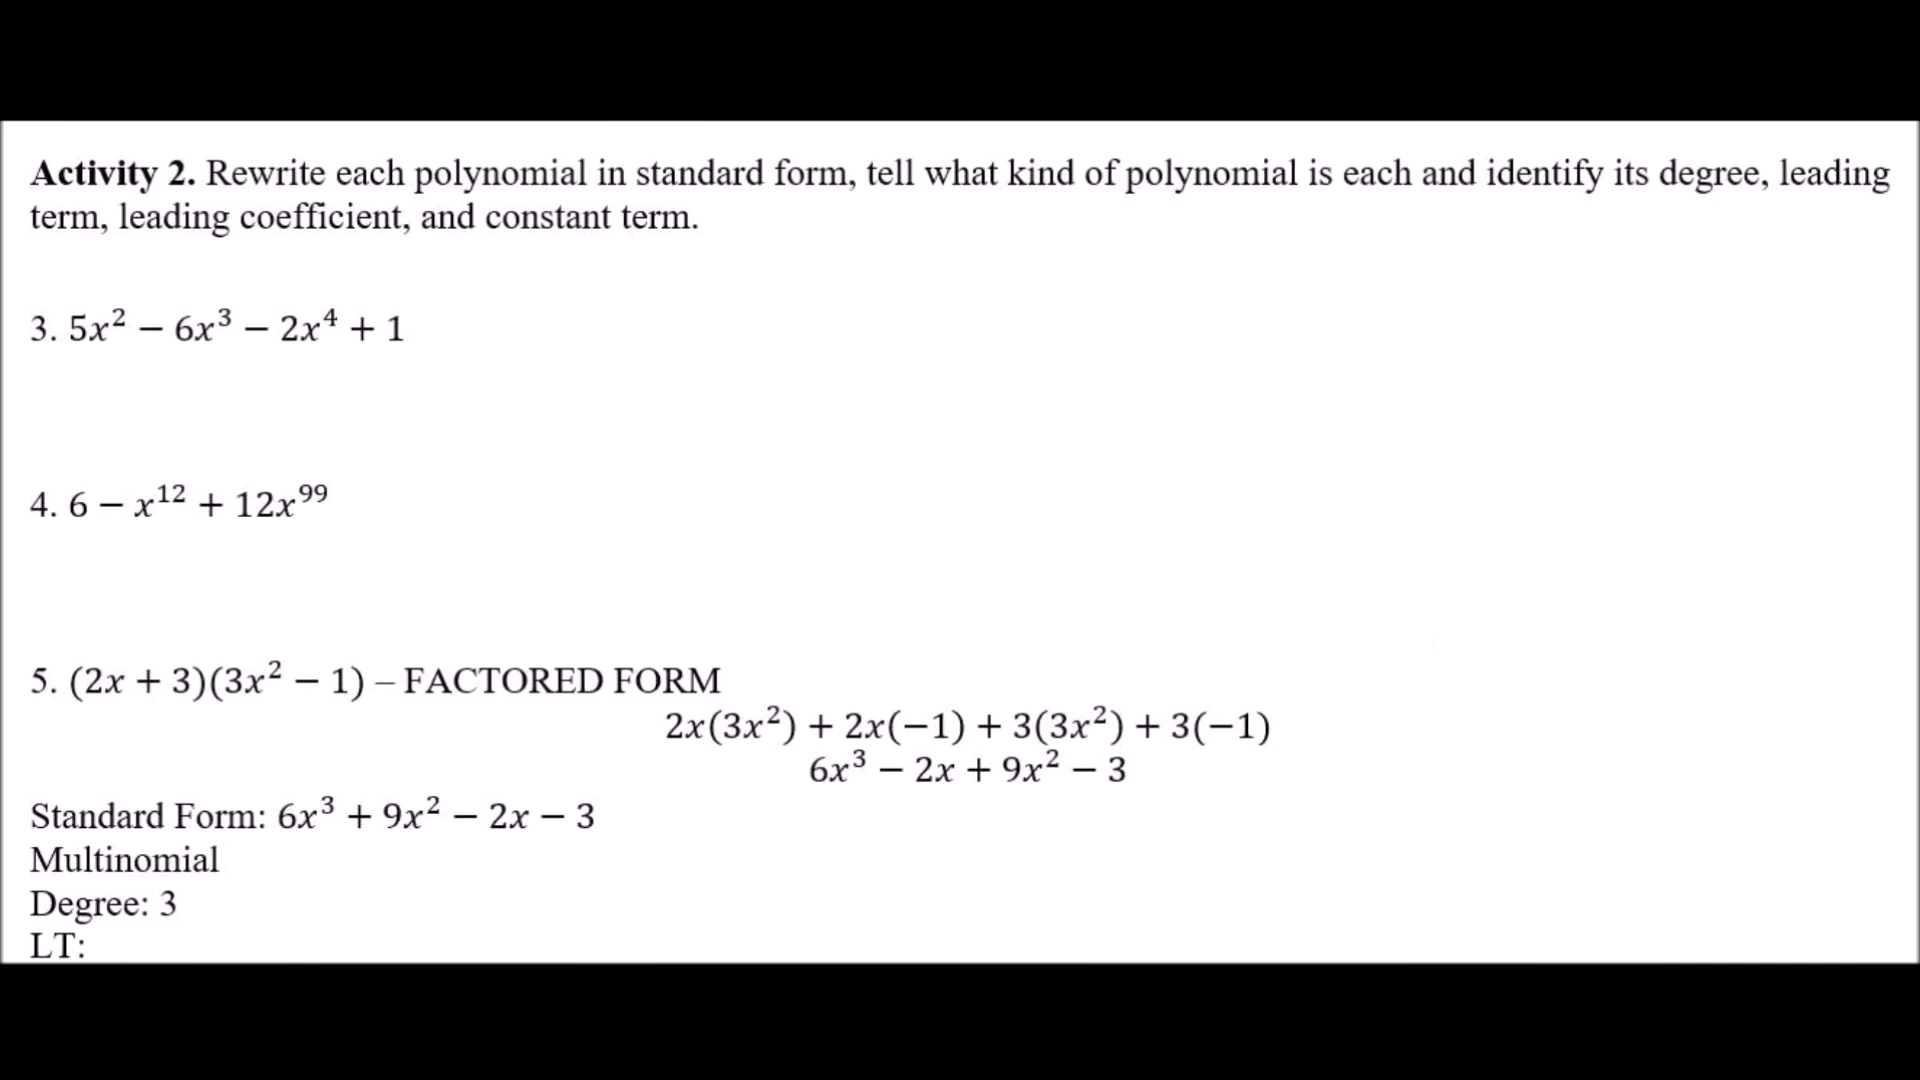 Activity 2. Rewrite each polynomial in standard form, tell what kind of polynomial is each and identify its degree, leading
term, leading coefficient, and constant term.
3. 5x² − 6x³ − 2x⁴ + 1
4. 6 − x¹² + 12x⁹⁹
5. (2x + 3)(3x² − 1) – FACTORED FORM
2x(3x²) + 2x(−1) + 3(3x²) + 3(−1)
6x³ − 2x + 9x² − 3
Standard Form: 6x³ + 9x² − 2x − 3
Multinomial
Degree: 3
LT: